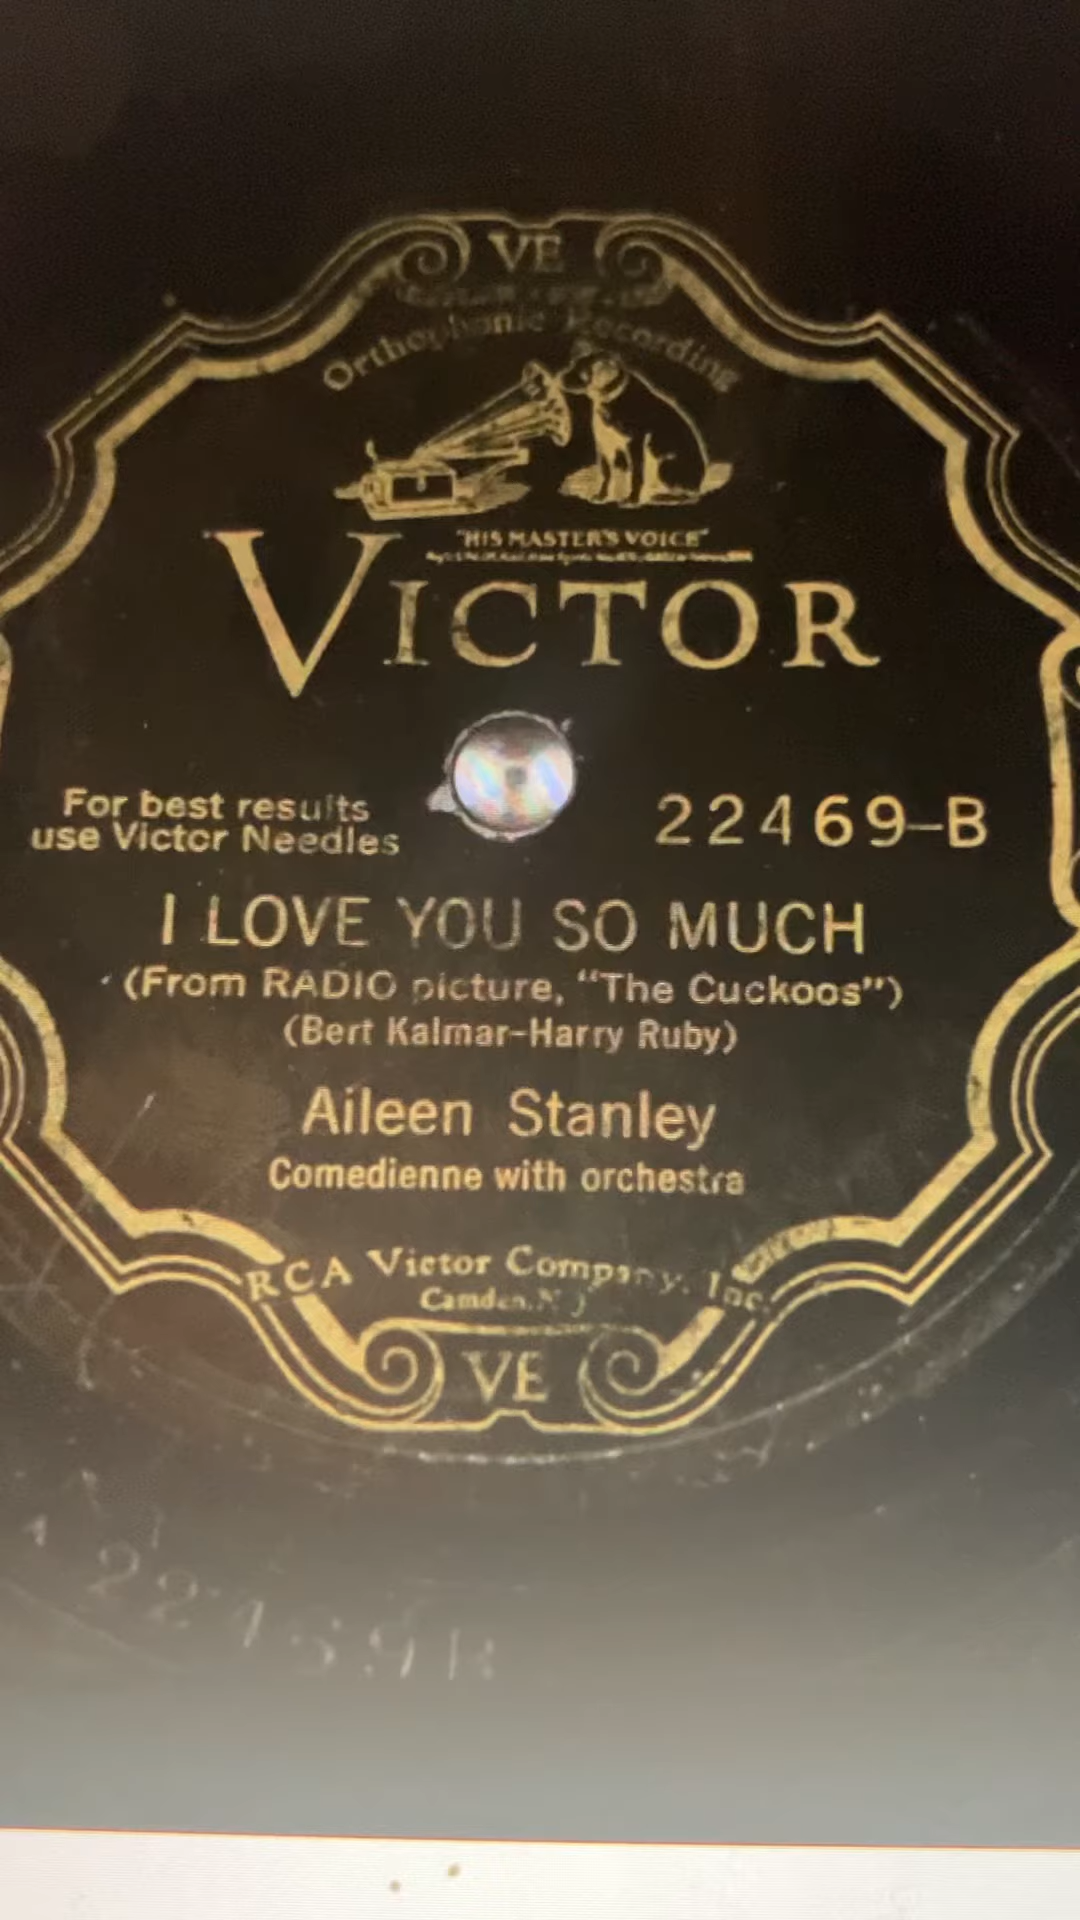 VE
Orthophonic Recording
"HIS MASTER'S VOICE"
VICTOR
For best results
use Victor Needles
22469-B
I LOVE YOU SO MUCH
(From RADIO picture, "The Cuckoos")
(Bert Kalmar-Harry Ruby)
Aileen Stanley
Comedienne with orchestra
RCA Victor Company, Inc.
Camden, N J
VE